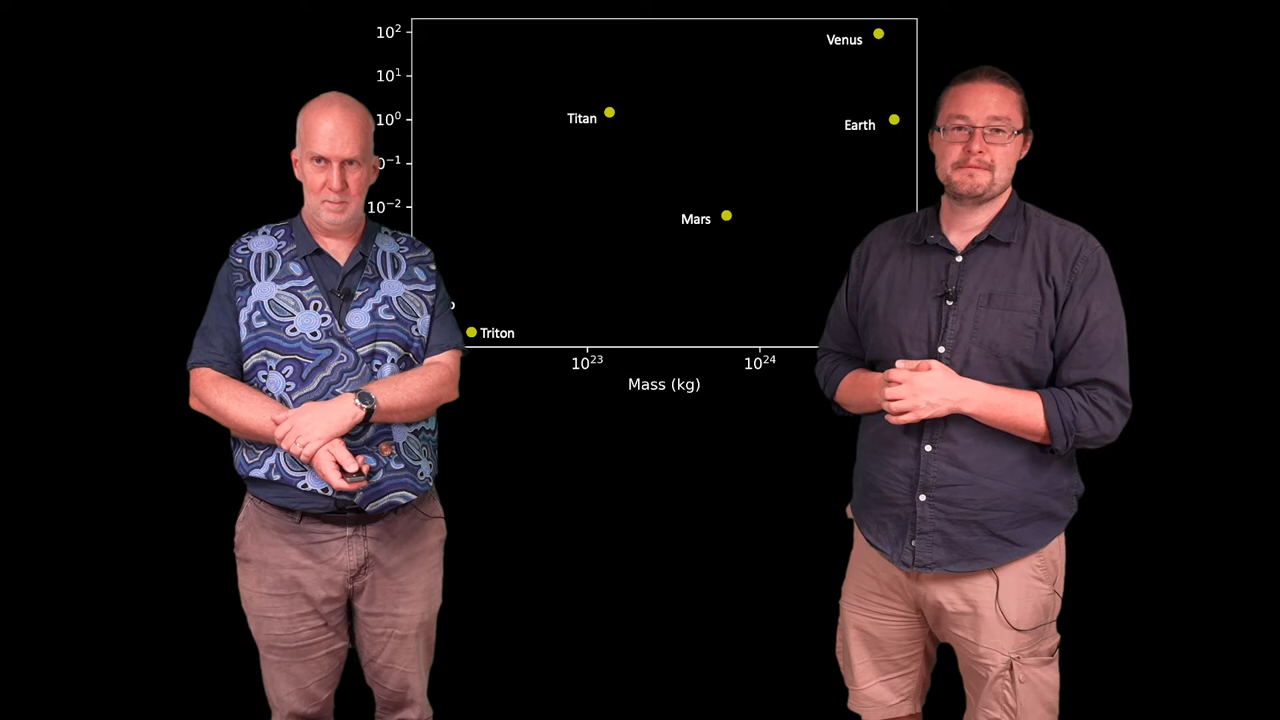 10²
Venus
10¹
Titan
10⁰
Earth
10⁻²
Mars
Triton
10²³
10²⁴
Mass (kg)